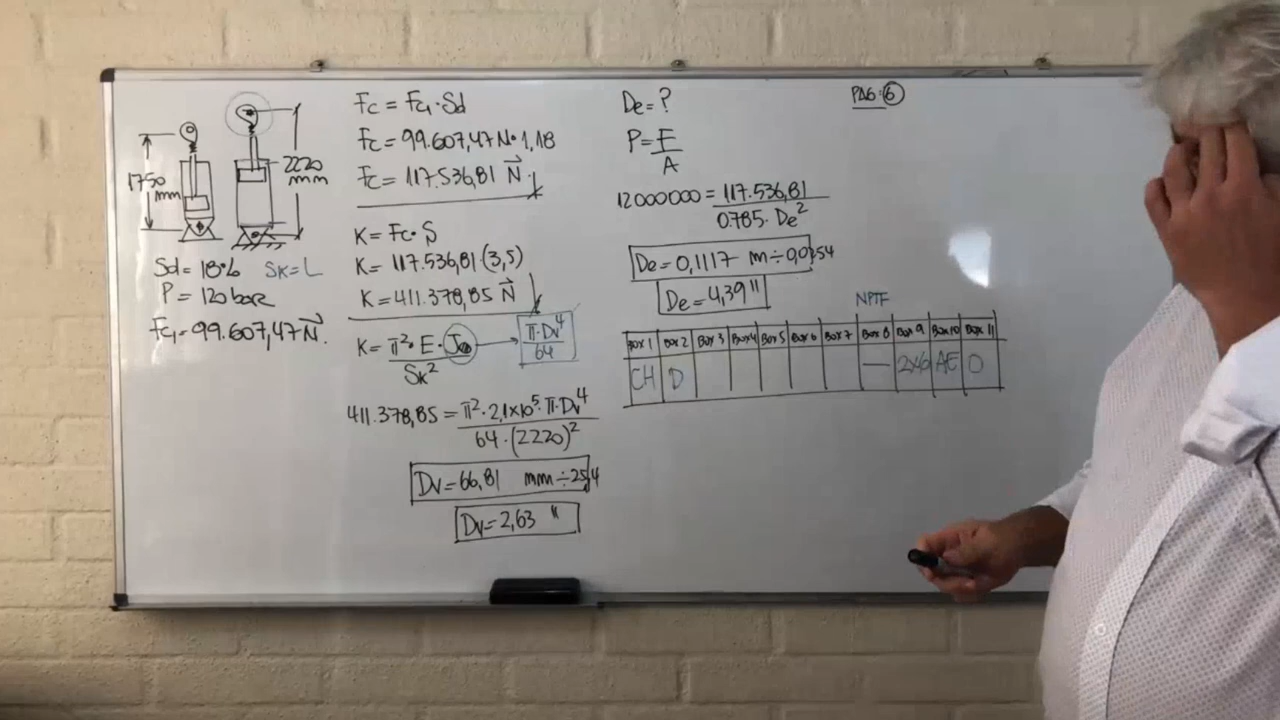 1750
mm
2220
mm
Sd = 18% SK = L
P = 120 bar
Fc1 = 99.607,47 N
Fc = Fc1 · Sd
Fc = 99.607,47 N · 1,18
Fc = 117.536,81 N
K = Fc · S
K = 117.536,81 · (3,5)
K = 411.378,85 N
K = π² · E · J
SK²
π · Dv⁴
64
411.378,85 = π² · 2,1 x 10⁵ · π · Dv⁴
64 · (2220)²
Dv = 66,81 mm ÷ 25,4
Dv = 2,63 "
De = ?
P = F
A
12000000 = 117.536,81
0.785 · De²
De = 0,1117 m ÷ 0,0254
De = 4,39 "
PAG: 6
NPTF
BOX 1 BOX 2 BOX 3 BOX 4 BOX 5 BOX 6 BOX 7 BOX 8 BOX 9 BOX 10 BOX 11
CH D — AE